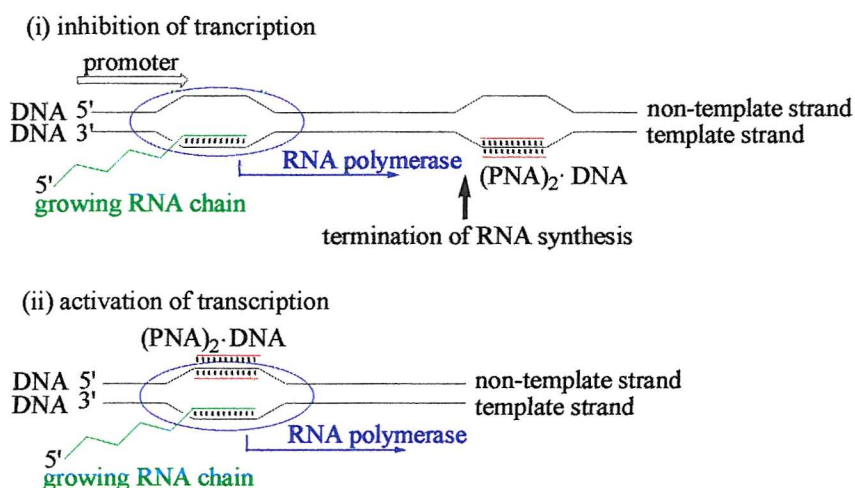 (i) inhibition of trancription
promoter
DNA 5'
non-template strand
DNA 3'
template strand
RNA polymerase
(PNA)2· DNA
5'
growing RNA chain
termination of RNA synthesis
(ii) activation of transcription
(PNA)2·DNA
DNA 5'
non-template strand
DNA 3'
template strand
RNA polymerase
5'
growing RNA chain